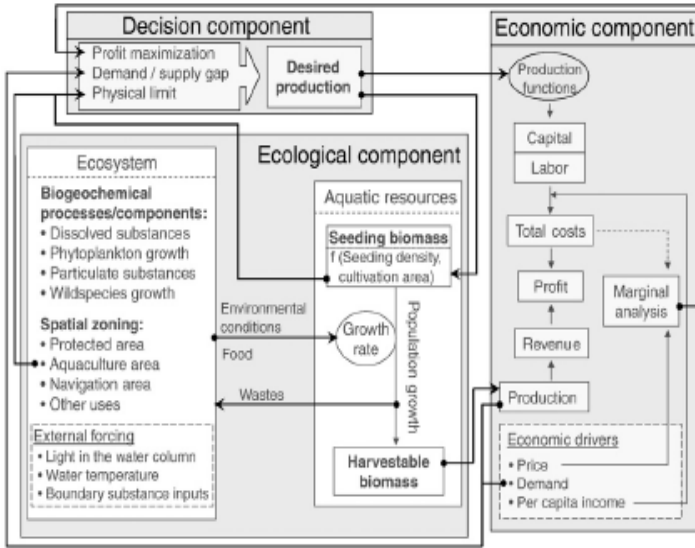 Decision component
Profit maximization
Demand / supply gap
Physical limit
Desired
production
Economic component
Production
functions
Capital
Labor
Total costs
Profit
Marginal
analysis
Revenue
Production
Economic drivers
• Price
• Demand
• Per capita income
Ecological component
Ecosystem
Biogeochemical
processes/components:
• Dissolved substances
• Phytoplankton growth
• Particulate substances
• Wildspecies growth
Spatial zoning:
• Protected area
• Aquaculture area
• Navigation area
• Other uses
External forcing
• Light in the water column
• Water temperature
• Boundary substance inputs
Environmental
conditions
Food
Wastes
Aquatic resources
Seeding biomass
f (Seeding density,
cultivation area)
Growth
rate
Population growth
Harvestable
biomass